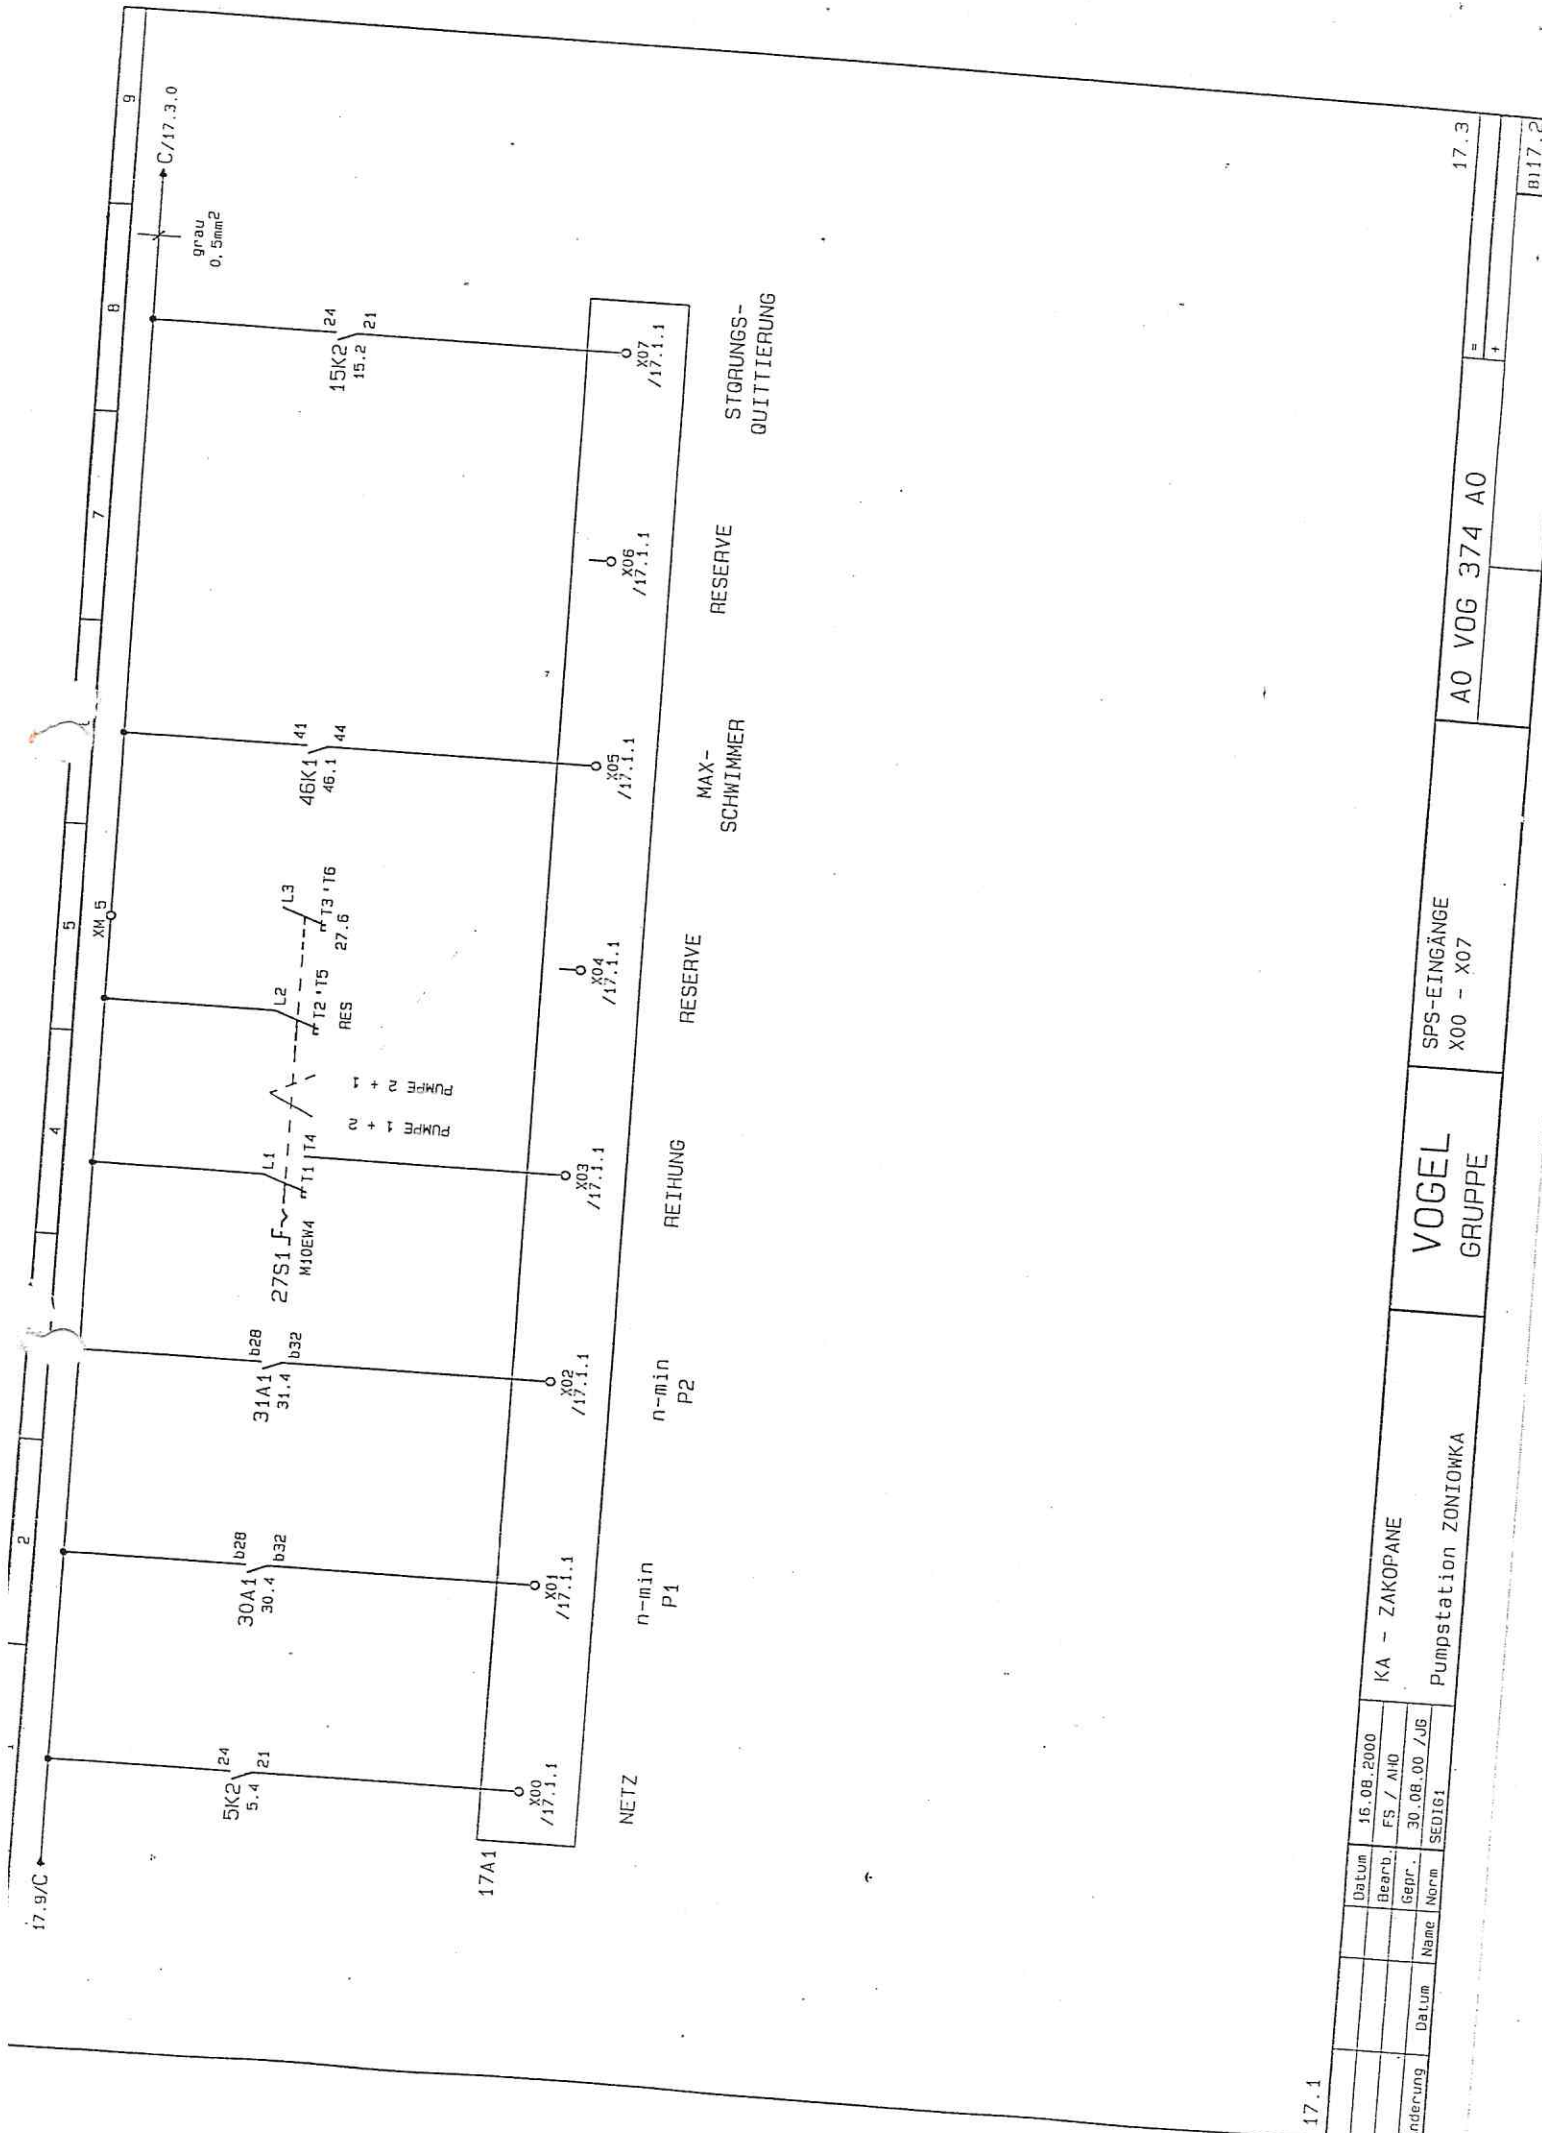 1
2
4
5
7
8
9
17.9/C
C/17.3.0
grau
0,5mm2
XM 5
5K2
5.4
24
21
30A1
30.4
b28
b32
31A1
31.4
b28
b32
27S1
M10EW4
L1
T1 T4
PUMPE 1 + 2
PUMPE 2 + 1
L2
T2 T5
RES
L3
T3 T6
27.6
46K1
46.1
41
44
15K2
15.2
24
21
17A1
X00
/17.1.1
X01
/17.1.1
X02
/17.1.1
X03
/17.1.1
X04
/17.1.1
X05
/17.1.1
X06
/17.1.1
X07
/17.1.1
NETZ
n-min
P1
n-min
P2
REIHUNG
RESERVE
MAX-
SCHWIMMER
RESERVE
STÖRUNGS-
QUITTIERUNG
17.1
17.3
Datum 16.08.2000
Bearb. FS / AHO
Gepr. 30.08.00 /JG
nderung Datum Name Norm SEDIG1
KA - ZAKOPANE
Pumpstation ZONIOWKA
VOGEL
GRUPPE
SPS-EINGÄNGE
X00 - X07
AO VOG 374 AO
=
+
Bl17.2